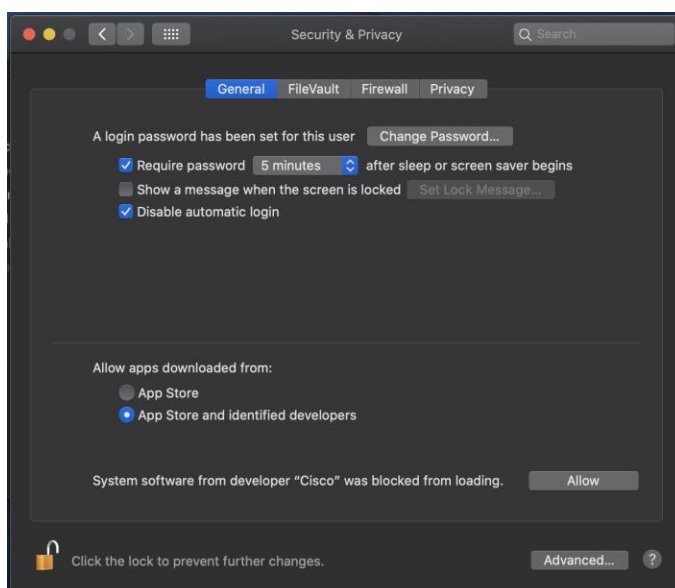 Security & Privacy
Search
General FileVault Firewall Privacy
A login password has been set for this user Change Password...
Require password 5 minutes after sleep or screen saver begins
Show a message when the screen is locked Set Lock Message...
Disable automatic login
Allow apps downloaded from:
App Store
App Store and identified developers
System software from developer “Cisco” was blocked from loading. Allow
Click the lock to prevent further changes. Advanced... ?